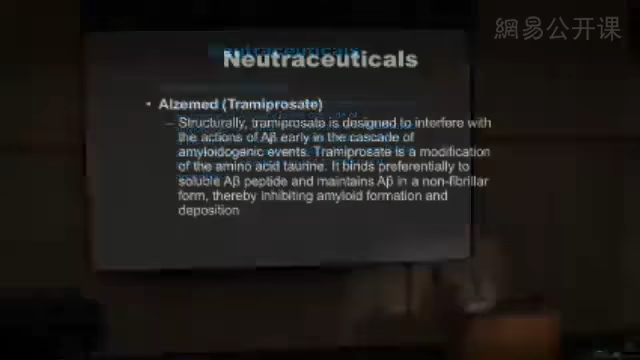 網易公开课
Neutraceuticals
• Alzemed (Tramiprosate)
– Structurally, tramiprosate is designed to interfere with
the actions of Aβ early in the cascade of
amyloidogenic events. Tramiprosate is a modification
of the amino acid taurine. It binds preferentially to
soluble Aβ peptide and maintains Aβ in a non-fibrillar
form, thereby inhibiting amyloid formation and
deposition